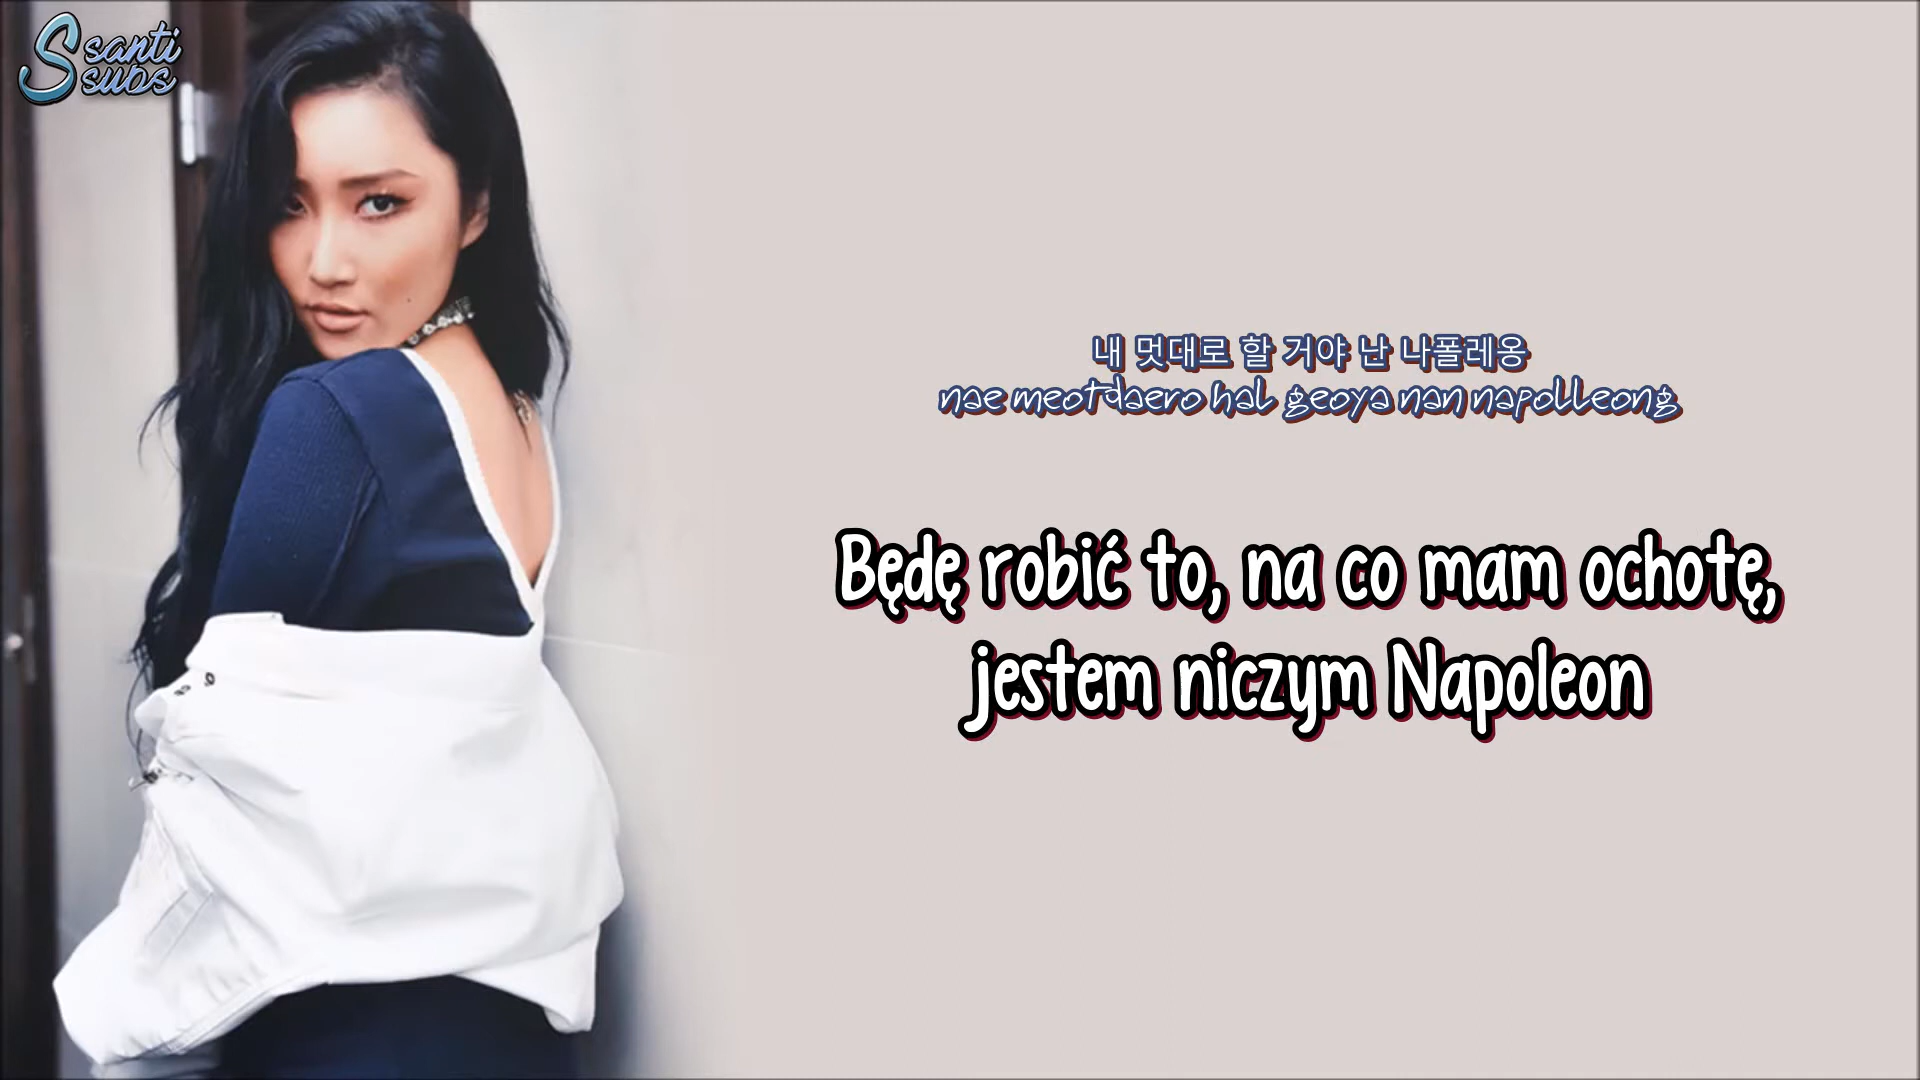 Ssanti
subs
내 멋대로 할 거야 난 나폴레옹
nae meotdaero hal geoya nan napolleong
Będę robić to, na co mam ochotę,
jestem niczym Napoleon